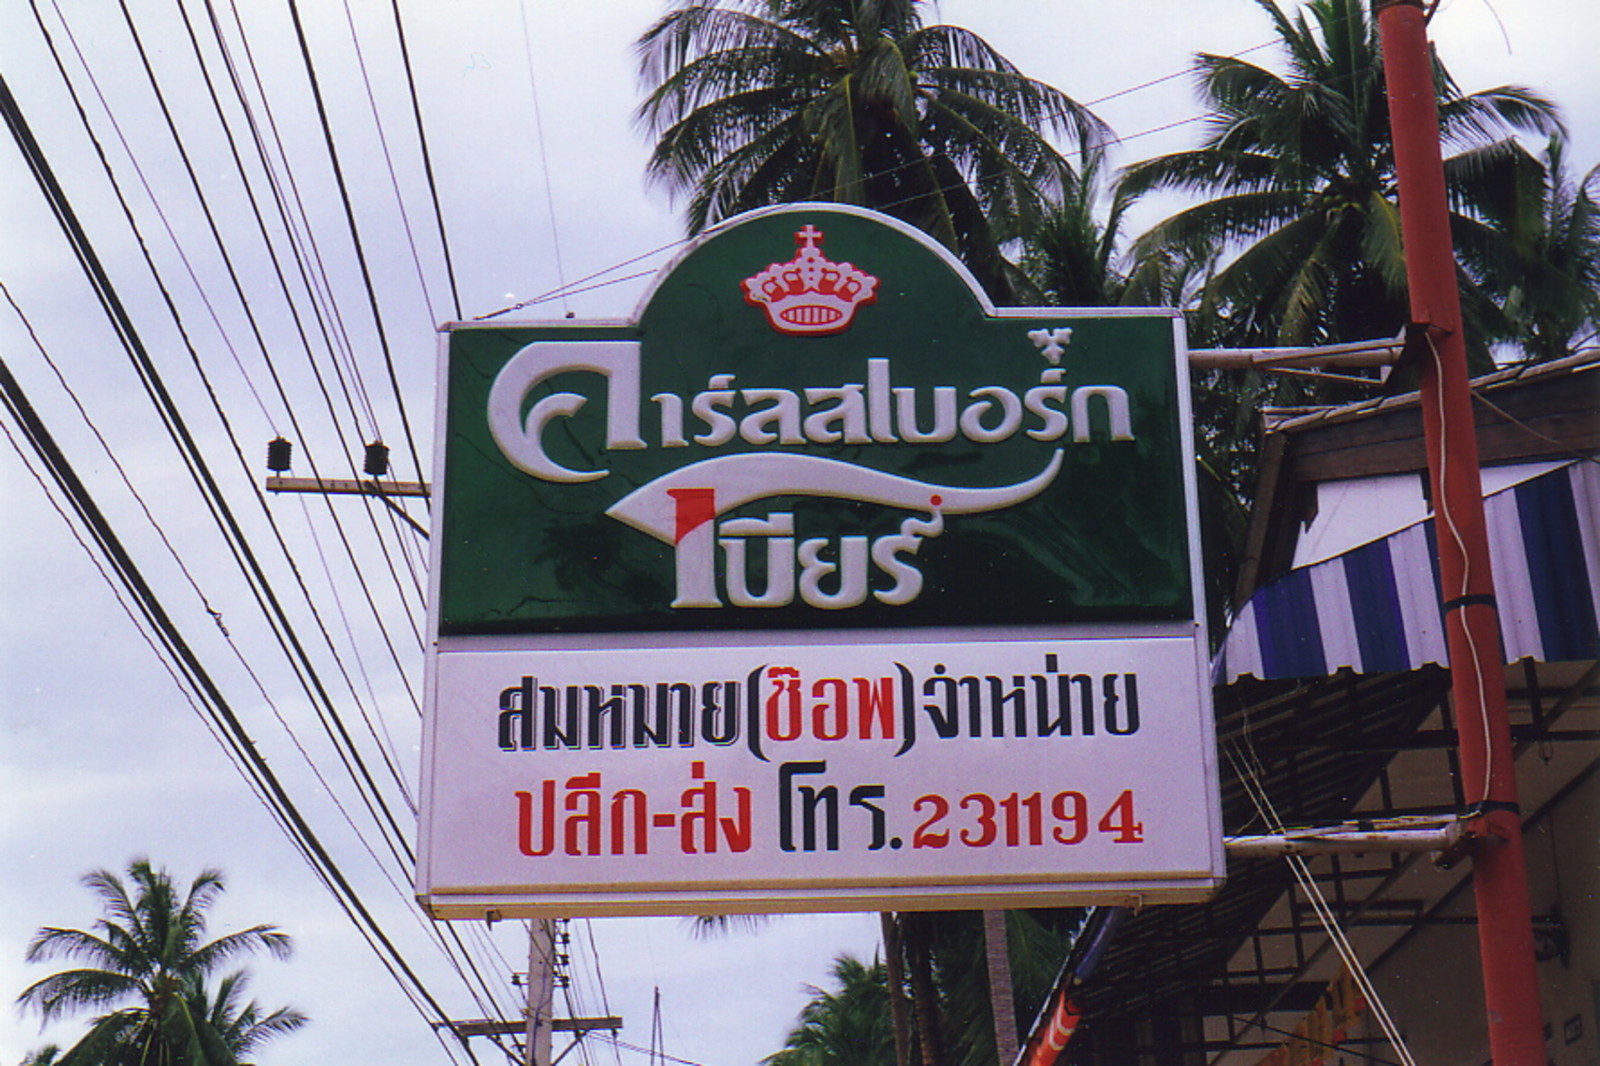 คาร์ลสเบอร์ก
เบียร์
สมหมาย(ช๊อพ)จำหน่าย
ปลีก-ส่ง โทร.231194